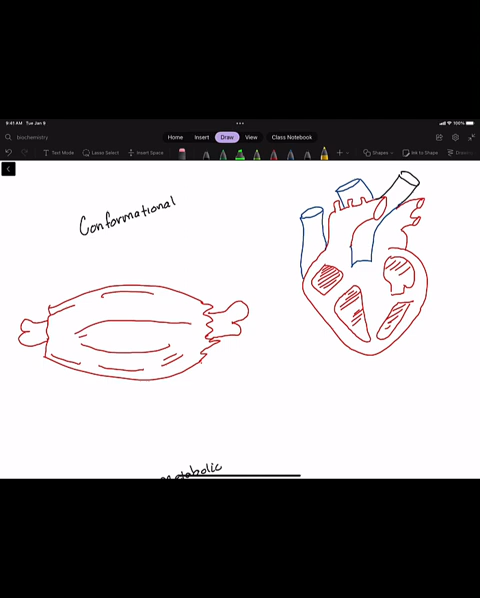 9:41 AM Tue Jan 9
100%
biochemistry
Home Insert Draw View Class Notebook
Text Mode Lasso Select Insert Space Shapes Ink to Shape
Conformational
Metabolic